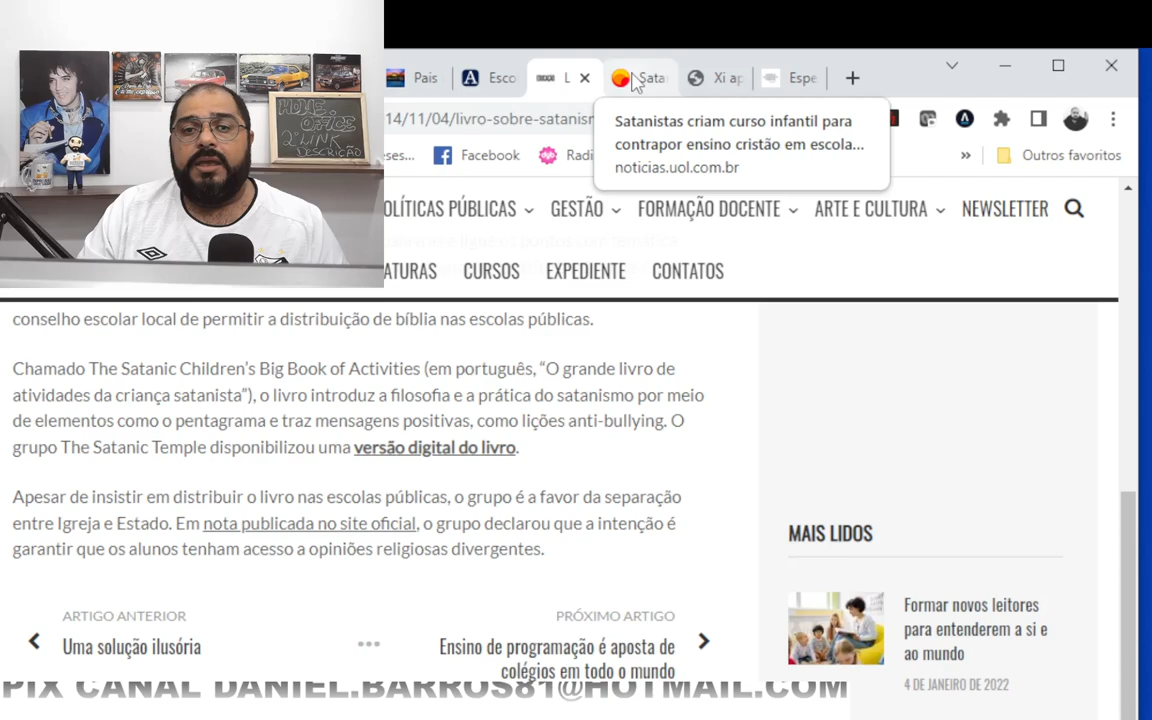 HOME
OFFICE
2º LINK
DESCRIÇÃO
Pais
Esco
L
Sata
Xi ap
Espe
14/11/04/livro-sobre-satanism
Satanistas criam curso infantil para
contrapor ensino cristão em escola...
noticias.uol.com.br
eses...
Facebook
Radi
»
Outros favoritos
OLÍTICAS PÚBLICAS
GESTÃO
FORMAÇÃO DOCENTE
ARTE E CULTURA
NEWSLETTER
ATURAS
CURSOS
EXPEDIENTE
CONTATOS
conselho escolar local de permitir a distribuição de bíblia nas escolas públicas.
Chamado The Satanic Children’s Big Book of Activities (em português, “O grande livro de
atividades da criança satanista”), o livro introduz a filosofia e a prática do satanismo por meio
de elementos como o pentagrama e traz mensagens positivas, como lições anti-bullying. O
grupo The Satanic Temple disponibilizou uma versão digital do livro.
Apesar de insistir em distribuir o livro nas escolas públicas, o grupo é a favor da separação
entre Igreja e Estado. Em nota publicada no site oficial, o grupo declarou que a intenção é
garantir que os alunos tenham acesso a opiniões religiosas divergentes.
ARTIGO ANTERIOR
Uma solução ilusória
PRÓXIMO ARTIGO
Ensino de programação é aposta de
colégios em todo o mundo
MAIS LIDOS
Formar novos leitores
para entenderem a si e
ao mundo
4 DE JANEIRO DE 2022
PIX CANAL DANIEL.BARROS81@HOTMAIL.COM